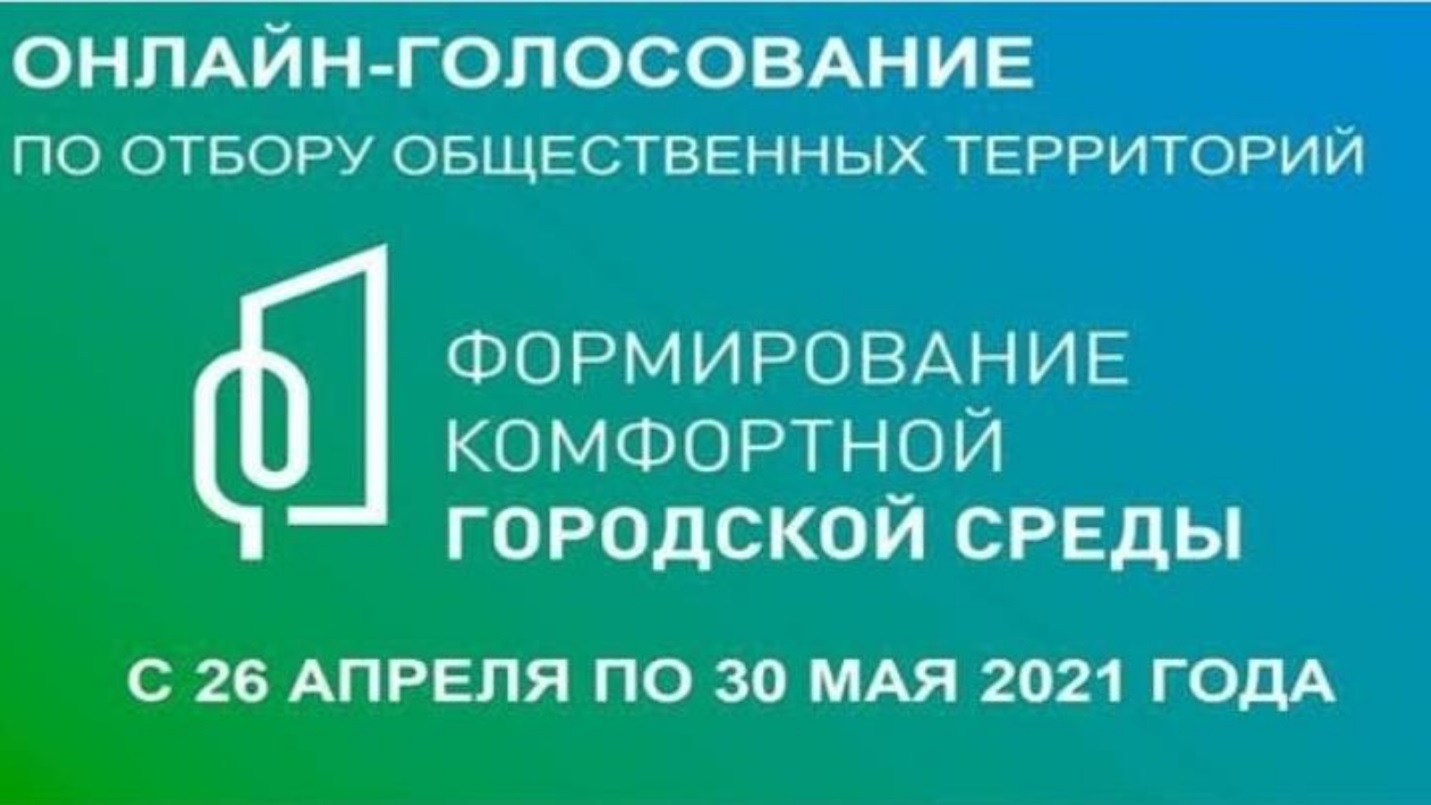 ОНЛАЙН-ГОЛОСОВАНИЕ
ПО ОТБОРУ ОБЩЕСТВЕННЫХ ТЕРРИТОРИЙ
ФОРМИРОВАНИЕ
КОМФОРТНОЙ
ГОРОДСКОЙ СРЕДЫ
С 26 АПРЕЛЯ ПО 30 МАЯ 2021 ГОДА